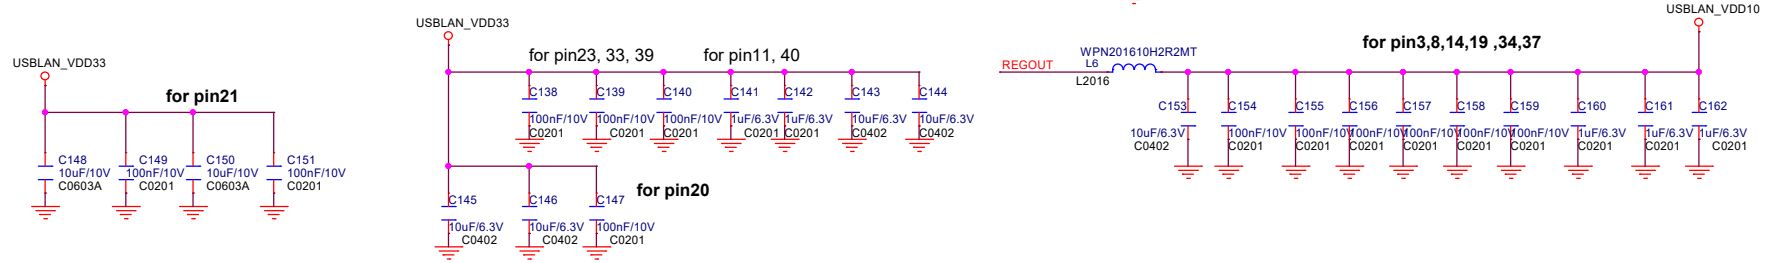 USBLAN_VDD33
for pin21
C148
10uF/10V
C0603A
C149
100nF/10V
C0201
C150
10uF/10V
C0603A
C151
100nF/10V
C0201
USBLAN_VDD33
for pin23, 33, 39
for pin11, 40
C138
100nF/10V
C0201
C139
100nF/10V
C0201
C140
100nF/10V
C0201
C141
1uF/6.3V
C0201
C142
1uF/6.3V
C0201
C143
10uF/6.3V
C0402
C144
10uF/6.3V
C0402
for pin20
C145
10uF/6.3V
C0402
C146
10uF/6.3V
C0402
C147
100nF/10V
C0201
REGOUT
WPN201610H2R2MT
L6
L2016
for pin3,8,14,19 ,34,37
USBLAN_VDD10
C153
10uF/6.3V
C0402
C154
100nF/10V
C0201
C155
100nF/10V
C0201
C156
100nF/10V
C0201
C157
100nF/10V
C0201
C158
100nF/10V
C0201
C159
100nF/10V
C0201
C160
1uF/6.3V
C0201
C161
1uF/6.3V
C0201
C162
1uF/6.3V
C0201